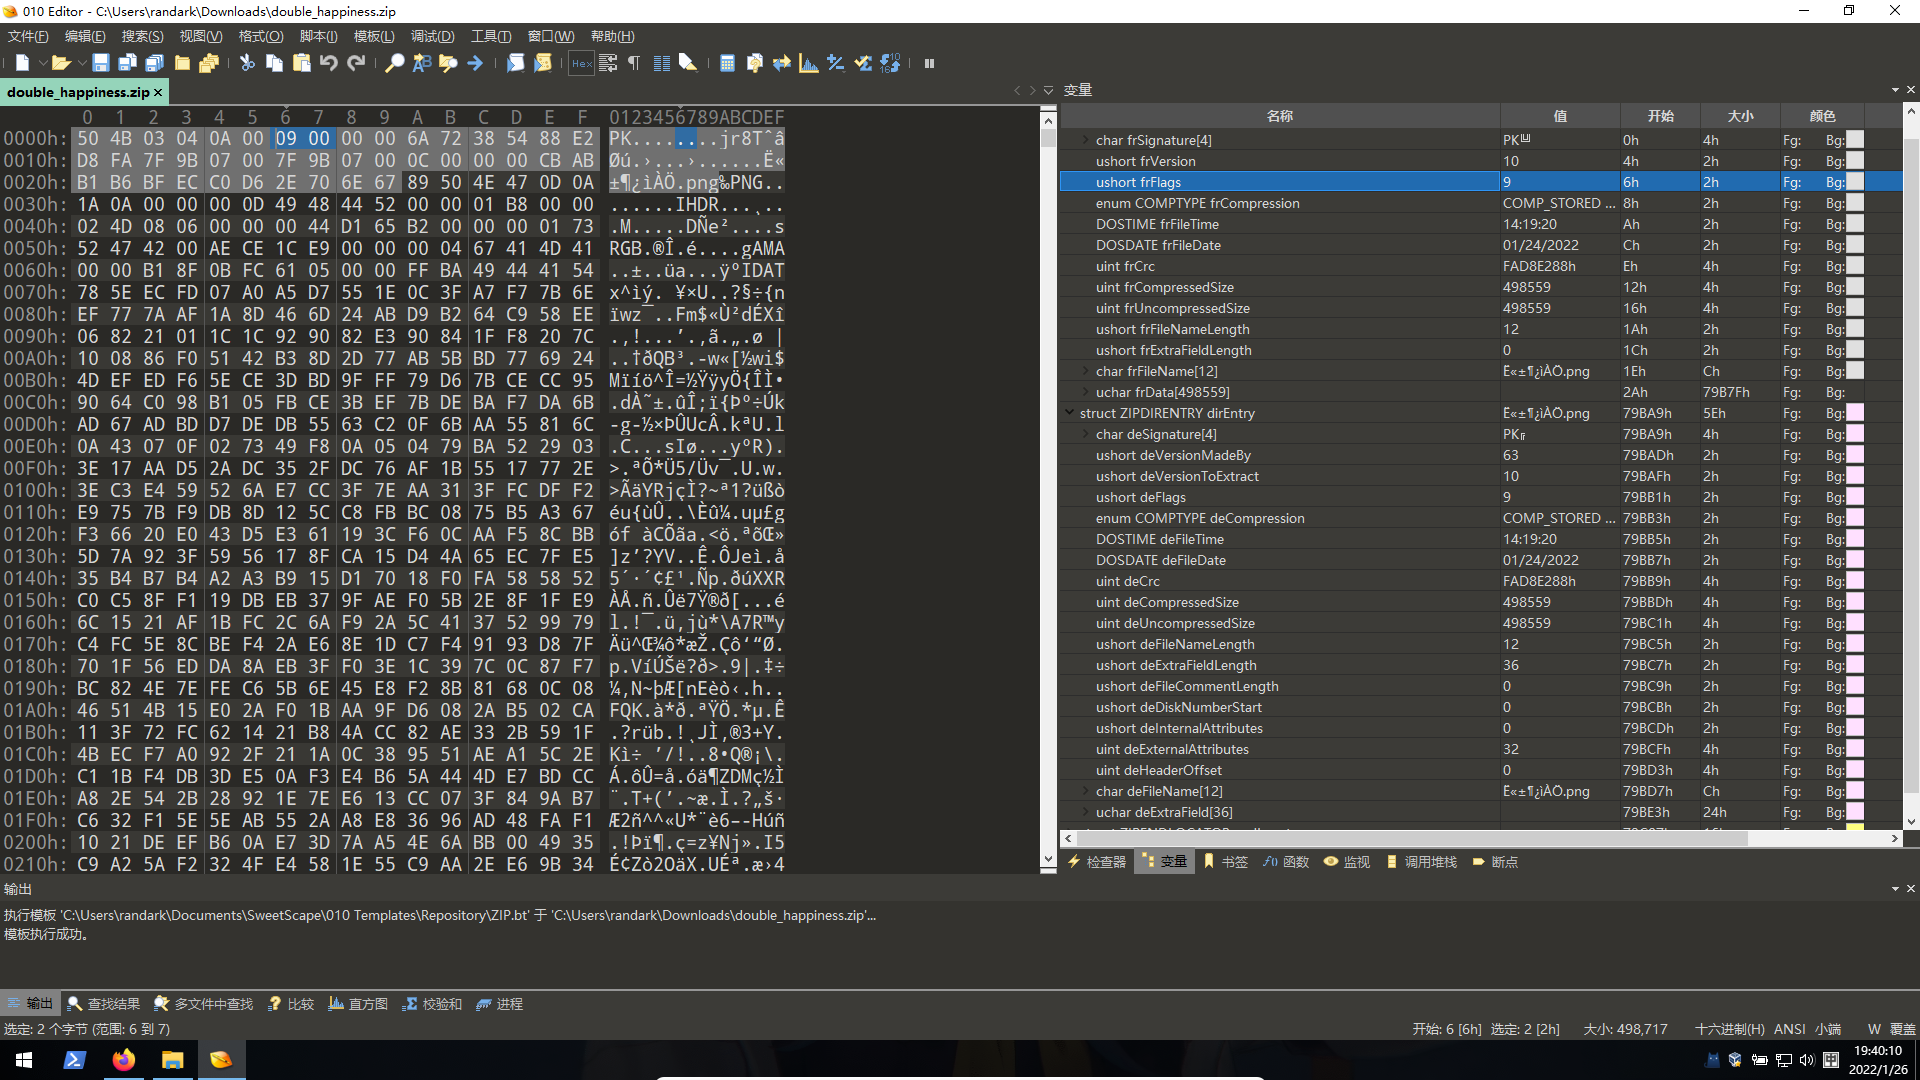 010 Editor - C:\Users\randark\Downloads\double_happiness.zip
文件(F) 编辑(E) 搜索(S) 视图(V) 格式(O) 脚本(I) 模板(L) 调试(D) 工具(T) 窗口(W) 帮助(H)
double_happiness.zip ×
变量
0 1 2 3 4 5 6 7 8 9 A B C D E F 0123456789ABCDEF
0000h: 50 4B 03 04 0A 00 09 00 00 00 6A 72 38 54 88 E2 PK........jr8Tˆâ
0010h: D8 FA 7F 9B 07 00 7F 9B 07 00 0C 00 00 00 CB AB Øú.›...›......Ë«
0020h: B1 B6 BF EC C0 D6 2E 70 6E 67 89 50 4E 47 0D 0A ±¶¿ìÀÖ.png‰PNG..
0030h: 1A 0A 00 00 00 0D 49 48 44 52 00 00 01 B8 00 00 ......IHDR...¸..
0040h: 02 4D 08 06 00 00 00 44 D1 65 B2 00 00 00 01 73 .M.....DÑe²....s
0050h: 52 47 42 00 AE CE 1C E9 00 00 00 04 67 41 4D 41 RGB.®Î.é....gAMA
0060h: 00 00 B1 8F 0B FC 61 05 00 00 FF BA 49 44 41 54 ..±..üa...ÿºIDAT
0070h: 78 5E EC FD 07 A0 A5 D7 55 1E 0C 3F A7 F7 7B 6E x^ìý. ¥×U..?§÷{n
0080h: EF 77 7A AF 1A 8D 46 6D 24 AB D9 B2 64 C9 58 EE ïwz¯..Fm$«Ù²dÉXî
0090h: 06 82 21 01 1C 1C 92 90 82 E3 90 84 1F F8 20 7C .‚!...’.‚ã.„.ø |
00A0h: 10 08 86 F0 51 42 B3 8D 2D 77 AB 5B BD 77 69 24 ..†ðQB³.-w«[½wi$
00B0h: 4D EF ED F6 5E CE 3D BD 9F FF 79 D6 7B CE CC 95 Mïíö^Î=½ŸÿyÖ{ÎÌ•
00C0h: 90 64 C0 98 B1 05 FB CE 3B EF 7B DE BA F7 DA 6B .dÀ˜±.ûÎ;ï{Þº÷Úk
00D0h: AD 67 AD BD D7 DE DB 55 63 C2 0F 6B AA 55 81 6C -g-½×ÞÛUcÂ.kªU.l
00E0h: 0A 43 07 0F 02 73 49 F8 0A 05 04 79 BA 52 29 03 .C...sIø...yºR).
00F0h: 3E 17 AA D5 2A DC 35 2F DC 76 AF 1B 55 17 77 2E >.ªÕ*Ü5/Üv¯.U.w.
0100h: 3E C3 E4 59 52 6A E7 CC 3F 7E AA 31 3F FC DF F2 >ÃäYRjçÌ?~ª1?üßò
0110h: E9 75 7B F9 DB 8D 12 5C C8 FB BC 08 75 B5 A3 67 éu{ùÛ..\Èû¼.uµ£g
0120h: F3 66 20 E0 43 D5 E3 61 19 3C F6 0C AA F5 8C BB óf àCÕãa.<ö.ªõŒ»
0130h: 5D 7A 92 3F 59 56 17 8F CA 15 D4 4A 65 EC 7F E5 ]z’?YV..Ê.ÔJeì.å
0140h: 35 B4 B7 B4 A2 A3 B9 15 D1 70 18 F0 FA 58 58 52 5´·´¢£¹.Ñp.ðúXXR
0150h: C0 C5 8F F1 19 DB EB 37 9F AE F0 5B 2E 8F 1F E9 ÀÅ.ñ.Ûë7Ÿ®ð[...é
0160h: 6C 15 21 AF 1B FC 2C 6A F9 2A 5C 41 37 52 99 79 l.!¯.ü,jù*\A7R™y
0170h: C4 FC 5E 8C BE F4 2A E6 8E 1D C7 F4 91 93 D8 7F Äü^Œ¾ô*æŽ.Çô‘“Ø.
0180h: 70 1F 56 ED DA 8A EB 3F F0 3E 1C 39 7C 0C 87 F7 p.VíÚŠë?ð>.9|.‡÷
0190h: BC 82 4E 7E FE C6 5B 6E 45 E8 F2 8B 81 68 0C 08 ¼‚N~þÆ[nEèò‹.h..
01A0h: 46 51 4B 15 E0 2A F0 1B AA 9F D6 08 2A B5 02 CA FQK.à*ð.ªŸÖ.*µ.Ê
01B0h: 11 3F 72 FC 62 14 21 B8 4A CC 82 AE 33 2B 59 1F .?rüb.!¸JÌ‚®3+Y.
01C0h: 4B EC F7 A0 92 2F 21 1A 0C 38 95 51 AE A1 5C 2E Kì÷ ’/!..8•Q®¡\.
01D0h: C1 1B F4 DB 3D E5 0A F3 E4 B6 5A 44 4D E7 BD CC Á.ôÛ=å.óä¶ZDMç½Ì
01E0h: A8 2E 54 2B 28 92 1E 7E E6 13 CC 07 3F 84 9A B7 ¨.T+(’.~æ.Ì.?„š·
01F0h: C6 32 F1 5E 5E AB 55 2A A8 E8 36 96 AD 48 FA F1 Æ2ñ^^«U*¨è6–-Húñ
0200h: 10 21 DE EF B6 0A E7 3D 7A A5 4E 6A BB 00 49 35 .!Þï¶.ç=z¥Nj».I5
0210h: C9 A2 5A F2 32 4F E4 58 1E 55 C9 AA 2E E6 9B 34 É¢Zò2OäX.UÉª.æ›4
名称 值 开始 大小 颜色
char frSignature[4] PK 0h 4h Fg: Bg:
ushort frVersion 10 4h 2h Fg: Bg:
ushort frFlags 9 6h 2h Fg: Bg:
enum COMPTYPE frCompression COMP_STORED ... 8h 2h Fg: Bg:
DOSTIME frFileTime 14:19:20 Ah 2h Fg: Bg:
DOSDATE frFileDate 01/24/2022 Ch 2h Fg: Bg:
uint frCrc FAD8E288h Eh 4h Fg: Bg:
uint frCompressedSize 498559 12h 4h Fg: Bg:
uint frUncompressedSize 498559 16h 4h Fg: Bg:
ushort frFileNameLength 12 1Ah 2h Fg: Bg:
ushort frExtraFieldLength 0 1Ch 2h Fg: Bg:
char frFileName[12] Ë«±¶¿ìÀÖ.png 1Eh Ch Fg: Bg:
uchar frData[498559] 2Ah 79B7Fh Fg: Bg:
struct ZIPDIRENTRY dirEntry Ë«±¶¿ìÀÖ.png 79BA9h 5Eh Fg: Bg:
char deSignature[4] PK 79BA9h 4h Fg: Bg:
ushort deVersionMadeBy 63 79BADh 2h Fg: Bg:
ushort deVersionToExtract 10 79BAFh 2h Fg: Bg:
ushort deFlags 9 79BB1h 2h Fg: Bg:
enum COMPTYPE deCompression COMP_STORED ... 79BB3h 2h Fg: Bg:
DOSTIME deFileTime 14:19:20 79BB5h 2h Fg: Bg:
DOSDATE deFileDate 01/24/2022 79BB7h 2h Fg: Bg:
uint deCrc FAD8E288h 79BB9h 4h Fg: Bg:
uint deCompressedSize 498559 79BBDh 4h Fg: Bg:
uint deUncompressedSize 498559 79BC1h 4h Fg: Bg:
ushort deFileNameLength 12 79BC5h 2h Fg: Bg:
ushort deExtraFieldLength 36 79BC7h 2h Fg: Bg:
ushort deFileCommentLength 0 79BC9h 2h Fg: Bg:
ushort deDiskNumberStart 0 79BCBh 2h Fg: Bg:
ushort deInternalAttributes 0 79BCDh 2h Fg: Bg:
uint deExternalAttributes 32 79BCFh 4h Fg: Bg:
uint deHeaderOffset 0 79BD3h 4h Fg: Bg:
char deFileName[12] Ë«±¶¿ìÀÖ.png 79BD7h Ch Fg: Bg:
uchar deExtraField[36] 79BE3h 24h Fg: Bg:
检查器 变量 书签 函数 监视 调用堆栈 断点
输出
执行模板 'C:\Users\randark\Documents\SweetScape\010 Templates\Repository\ZIP.bt' 于 'C:\Users\randark\Downloads\double_happiness.zip'...
模板执行成功。
输出 查找结果 多文件中查找 比较 直方图 校验和 进程
选定: 2 个字节 (范围: 6 到 7) 开始: 6 [6h] 选定: 2 [2h] 大小: 498,717 十六进制(H) ANSI 小端 W 覆盖
19:40:10
2022/1/26